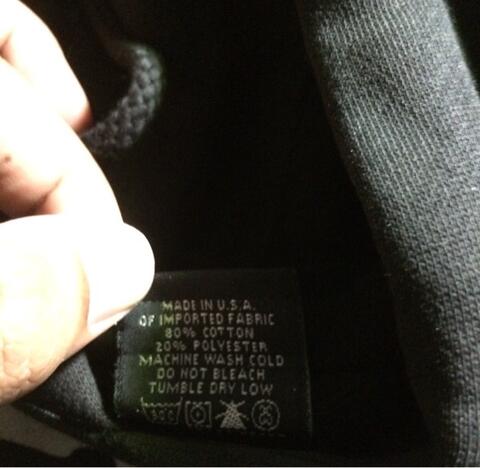 MADE IN U.S.A.
OF IMPORTED FABRIC
80% COTTON
20% POLYESTER
MACHINE WASH COLD
DO NOT BLEACH
TUMBLE DRY LOW